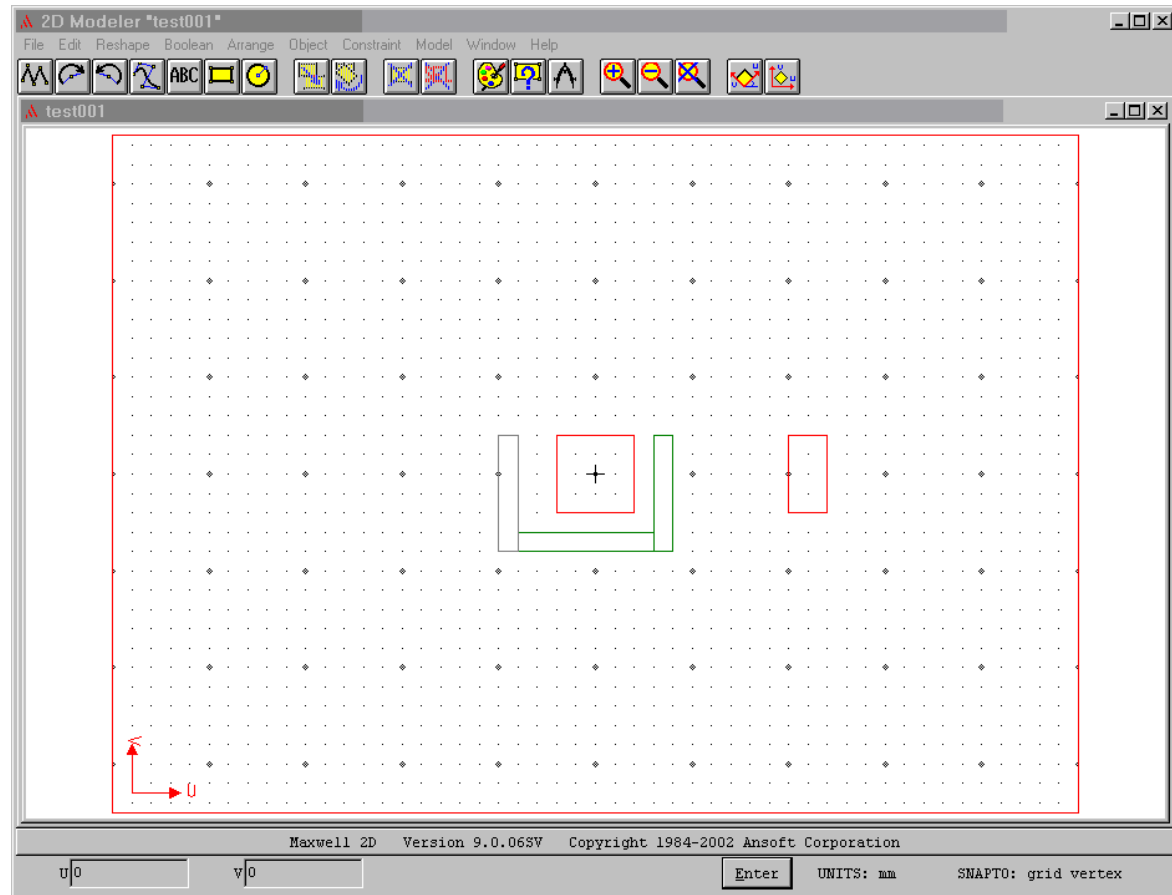 2D Modeler "test001"
File Edit Reshape Boolean Arrange Object Constraint Model Window Help
ABC
test001
V
U
Maxwell 2D Version 9.0.06SV Copyright 1984-2002 Ansoft Corporation
U 0 V 0 Enter UNITS: mm SNAPTO: grid vertex